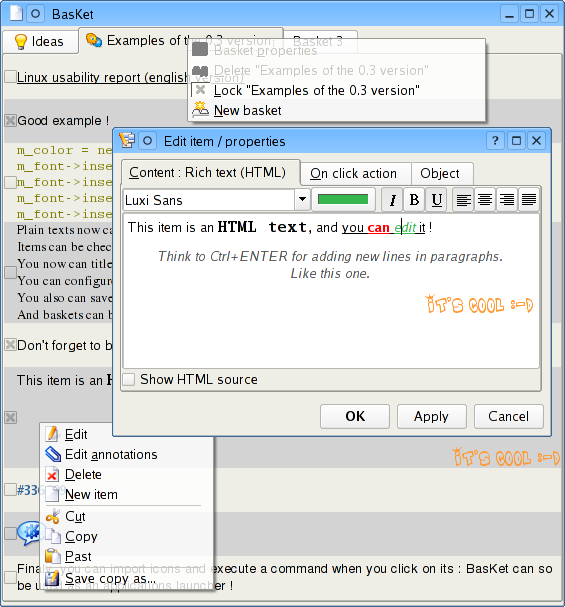 BasKet
Ideas
Examples of the 0.3 version
Basket 3
Basket properties
Delete "Examples of the 0.3 version"
Lock "Examples of the 0.3 version"
New basket
Linux usability report (english version)
Good example !
m_color = ne
m_font->inse
m_font->inse
m_font->inse
Plain texts now ca
Items can be chec
You now can title
You can configure
You also can save
And baskets can b
Don't forget to b
This item is an H
Edit item / properties
Content : Rich text (HTML)
On click action
Object
Luxi Sans
I
B
U
This item is an HTML text, and you can edit it !
Think to Ctrl+ENTER for adding new lines in paragraphs.
Like this one.
iT's COOL :-D
Show HTML source
OK
Apply
Cancel
iT's COOL :-D
Edit
Edit annotations
Delete
New item
Cut
Copy
Past
Save copy as...
#336
Finaly, you can import icons and execute a command when you click on its : BasKet can so
be used as an applications launcher !